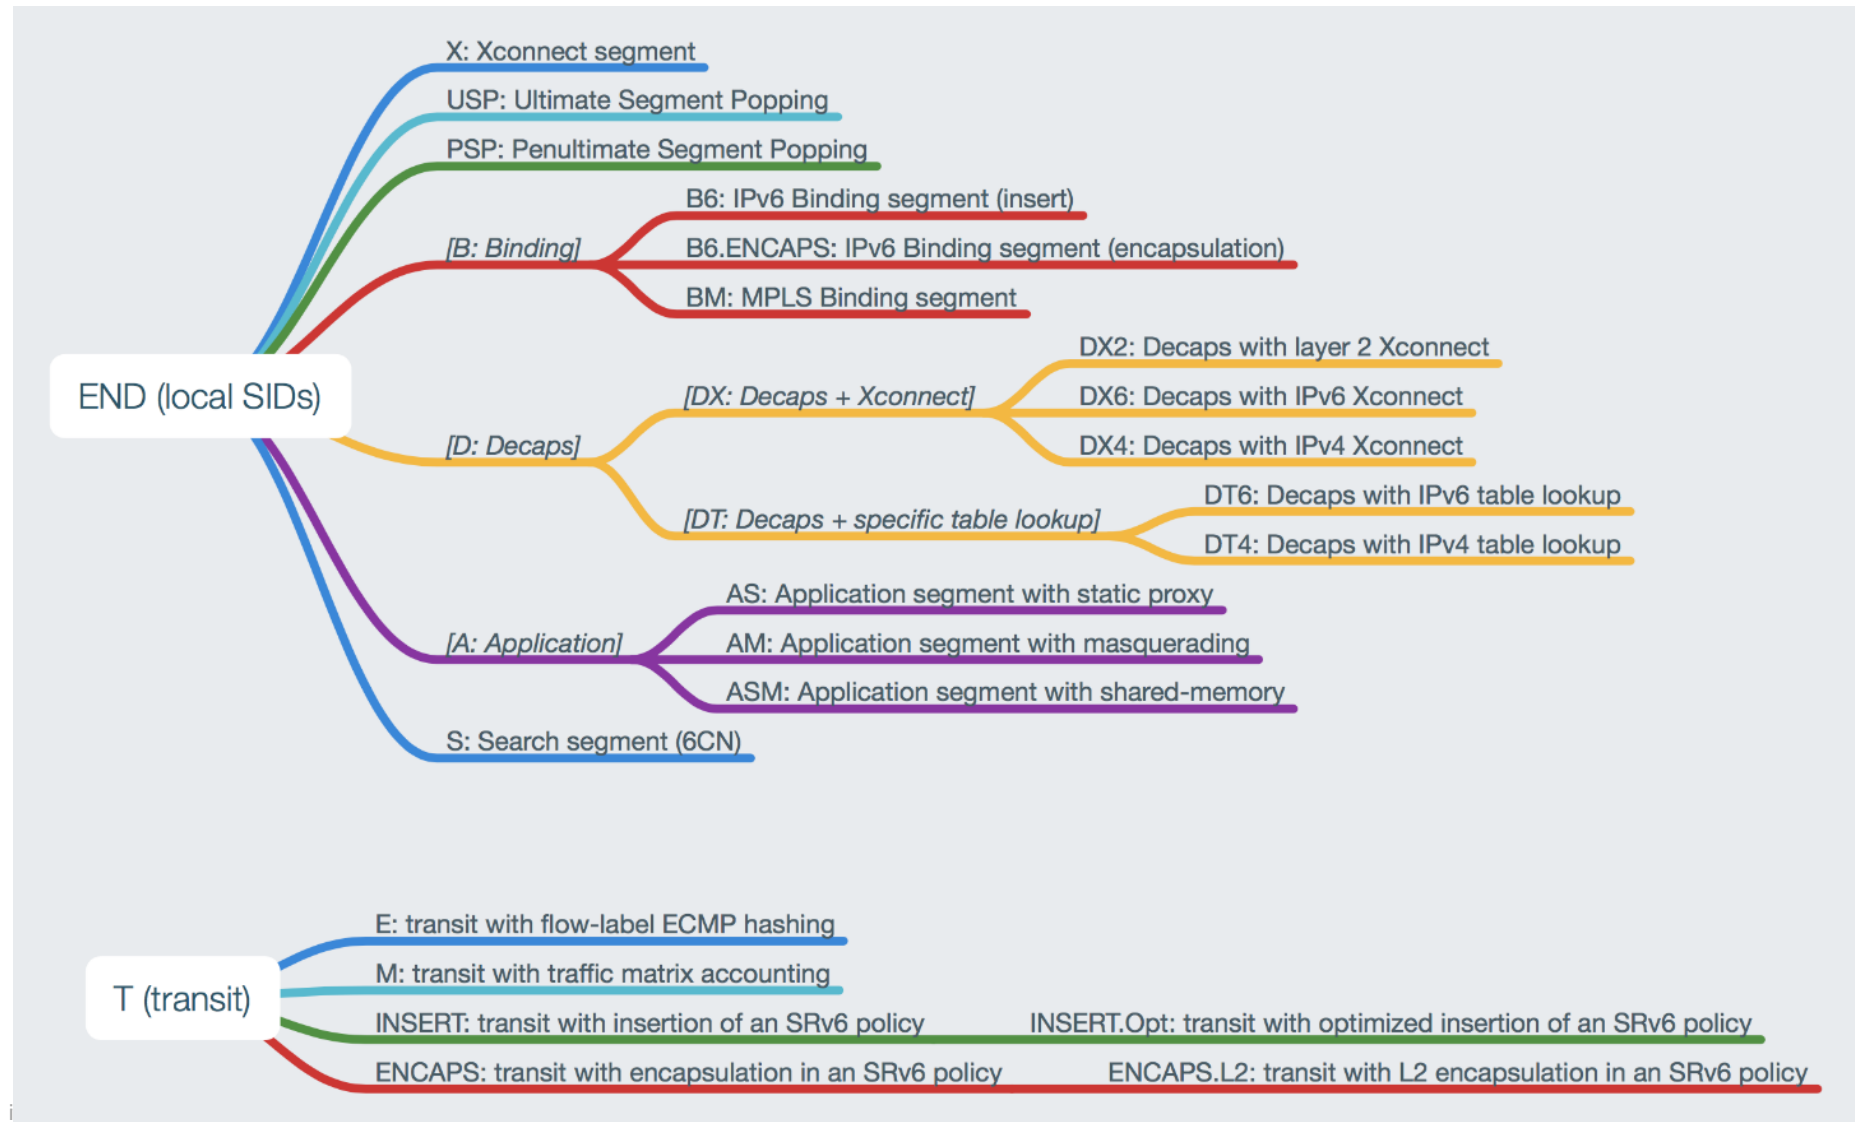 X: Xconnect segment
USP: Ultimate Segment Popping
PSP: Penultimate Segment Popping
B6: IPv6 Binding segment (insert)
[B: Binding]
B6.ENCAPS: IPv6 Binding segment (encapsulation)
BM: MPLS Binding segment
DX2: Decaps with layer 2 Xconnect
END (local SIDs)
[DX: Decaps + Xconnect]
DX6: Decaps with IPv6 Xconnect
[D: Decaps]
DX4: Decaps with IPv4 Xconnect
DT6: Decaps with IPv6 table lookup
[DT: Decaps + specific table lookup]
DT4: Decaps with IPv4 table lookup
AS: Application segment with static proxy
[A: Application]
AM: Application segment with masquerading
ASM: Application segment with shared-memory
S: Search segment (6CN)
E: transit with flow-label ECMP hashing
M: transit with traffic matrix accounting
T (transit)
INSERT: transit with insertion of an SRv6 policy
INSERT.Opt: transit with optimized insertion of an SRv6 policy
ENCAPS: transit with encapsulation in an SRv6 policy
ENCAPS.L2: transit with L2 encapsulation in an SRv6 policy
i